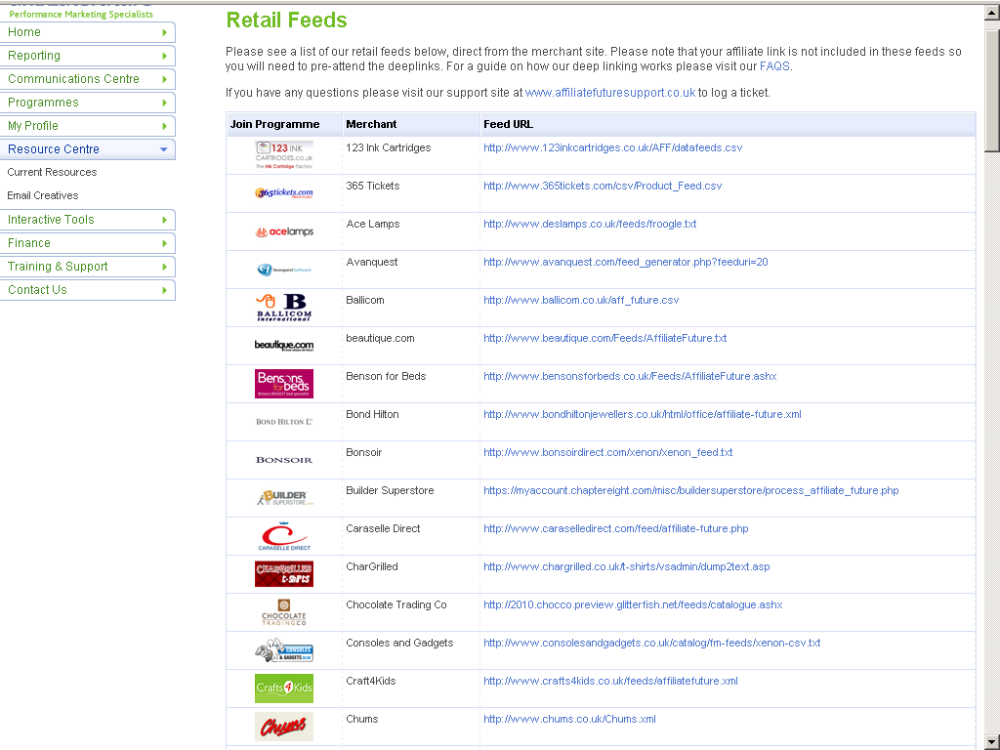 Performance Marketing Specialists
Home
Reporting
Communications Centre
Programmes
My Profile
Resource Centre
Current Resources
Email Creatives
Interactive Tools
Finance
Training & Support
Contact Us
Retail Feeds
Please see a list of our retail feeds below, direct from the merchant site. Please note that your affiliate link is not included in these feeds so
you will need to pre-attend the deeplinks. For a guide on how our deep linking works please visit our FAQS.
If you have any questions please visit our support site at www.affiliatefuturesupport.co.uk to log a ticket.
Join Programme Merchant Feed URL
123 INK
CARTRIDGES.co.uk
The Ink Cartridge Factory
123 Ink Cartridges http://www.123inkcartridges.co.uk/AFF/datafeeds.csv
365tickets.com
365 Tickets http://www.365tickets.com/csv/Product_Feed.csv
acelamps
Ace Lamps http://www.deslamps.co.uk/feeds/froogle.txt
Avanquest software
Avanquest http://www.avanquest.com/feed_generator.php?feeduri=20
B
BALLICOM
international
Ballicom http://www.ballicom.co.uk/aff_future.csv
beautique.com
beautique.com http://www.beautique.com/Feeds/AffiliateFuture.txt
Bensons
for beds
Britains BIGGEST bed specialist
Benson for Beds http://www.bensonsforbeds.co.uk/Feeds/AffiliateFuture.ashx
BOND HILTON
Bond Hilton http://www.bondhiltonjewellers.co.uk/html/office/affiliate-future.xml
BONSOIR
Bonsoir http://www.bonsoirdirect.com/xenon/xenon_feed.txt
BUILDER
SUPERSTORE
Builder Superstore https://myaccount.chaptereight.com/misc/buildersuperstore/process_affiliate_future.php
C
CARASELLE DIRECT
Caraselle Direct http://www.caraselledirect.com/feed/affiliate-future.php
CHARGRILLED
t-shirts
CharGrilled http://www.chargrilled.co.uk/t-shirts/vsadmin/dump2text.asp
CHOCOLATE
TRADING CO
Chocolate Trading Co http://2010.chocco.preview.glitterfish.net/feeds/catalogue.ashx
CONSOLES
& GADGETS.co.uk
Consoles and Gadgets http://www.consolesandgadgets.co.uk/catalog/fm-feeds/xenon-csv.txt
Crafts4Kids
Craft4Kids http://www.crafts4kids.co.uk/feeds/affiliatefuture.xml
Chums
Chums http://www.chums.co.uk/Chums.xml